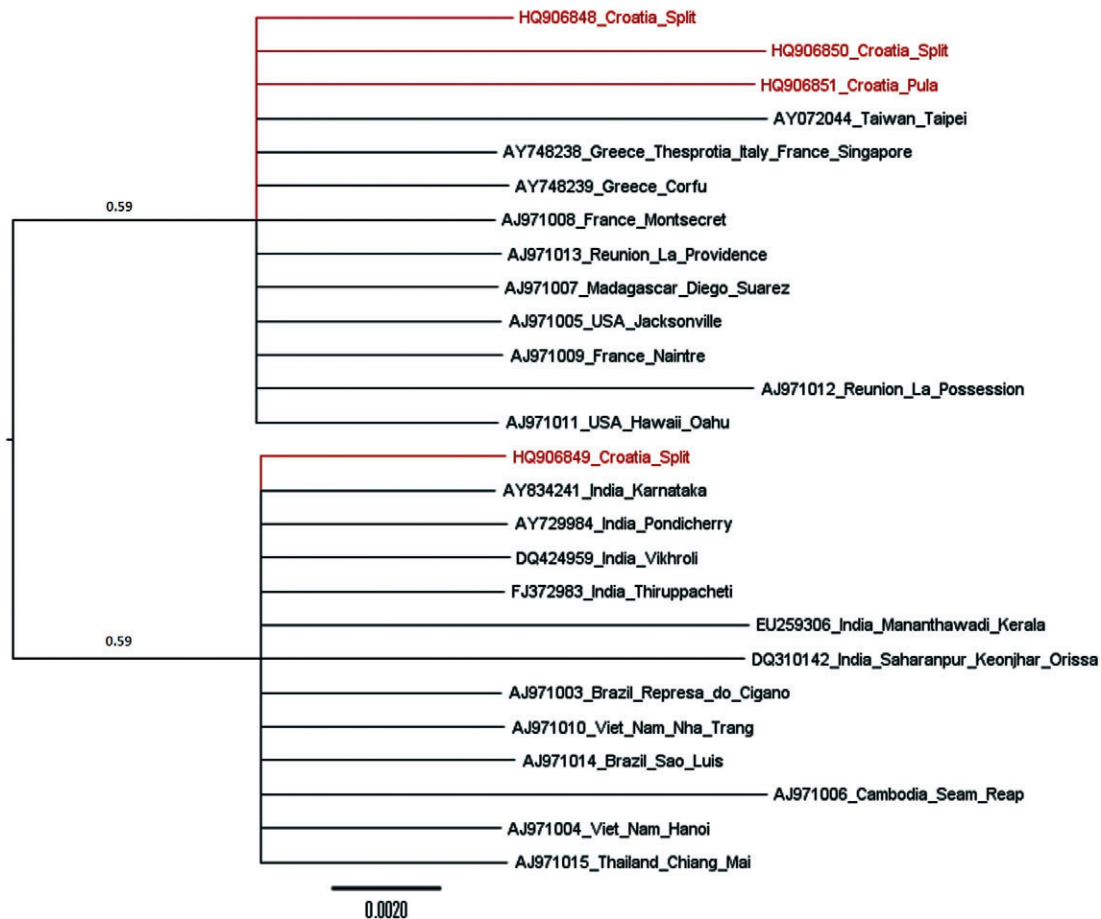 HQ906848_Croatia_Split
HQ906850_Croatia_Split
HQ906851_Croatia_Pula
AY072044_Taiwan_Taipei
AY748238_Greece_Thesprotia_Italy_France_Singapore
AY748239_Greece_Corfu
0.59
AJ971008_France_Montsecret
AJ971013_Reunion_La_Providence
AJ971007_Madagascar_Diego_Suarez
AJ971005_USA_Jacksonville
AJ971009_France_Naintre
AJ971012_Reunion_La_Possession
AJ971011_USA_Hawaii_Oahu
HQ906849_Croatia_Split
AY834241_India_Karnataka
AY729984_India_Pondicherry
DQ424959_India_Vikhroli
FJ372983_India_Thiruppacheti
EU259306_India_Mananthawadi_Kerala
0.59
DQ310142_India_Saharanpur_Keonjhar_Orissa
AJ971003_Brazil_Represa_do_Cigano
AJ971010_Viet_Nam_Nha_Trang
AJ971014_Brazil_Sao_Luis
AJ971006_Cambodia_Seam_Reap
AJ971004_Viet_Nam_Hanoi
AJ971015_Thailand_Chiang_Mai
0.0020